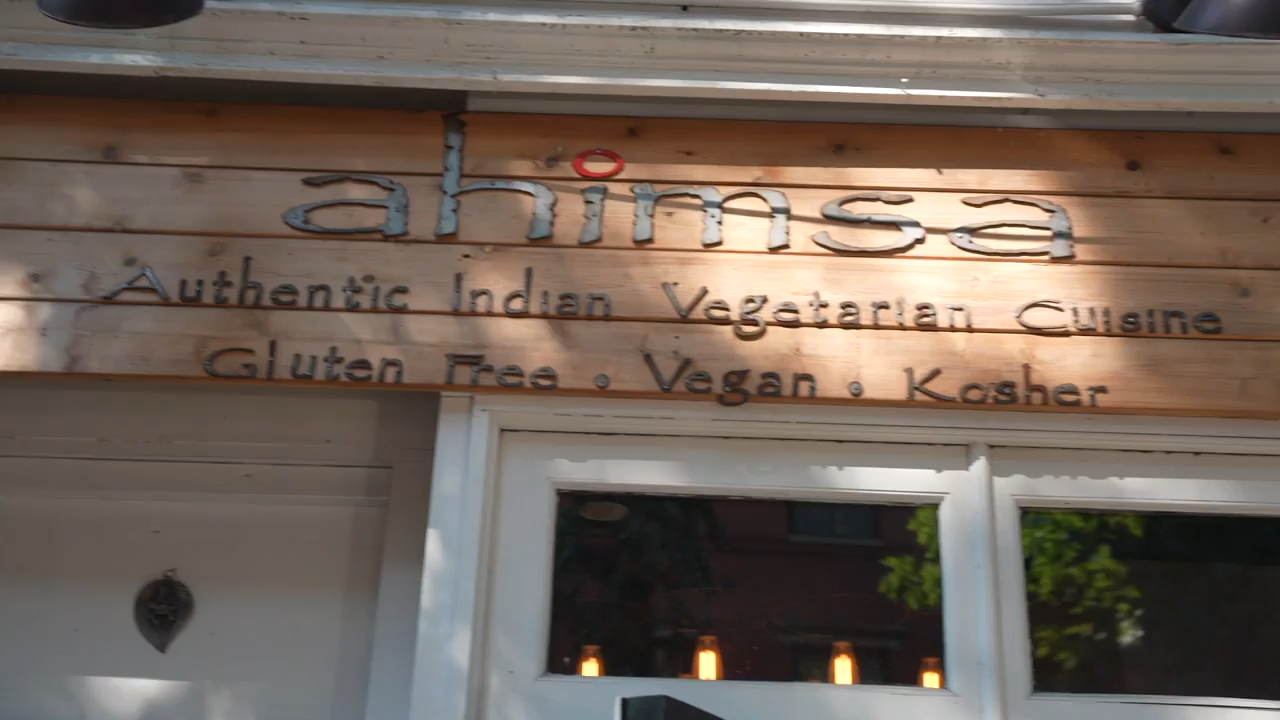 ahimsa
Authentic Indian Vegetarian Cuisine
Gluten Free • Vegan • Kosher